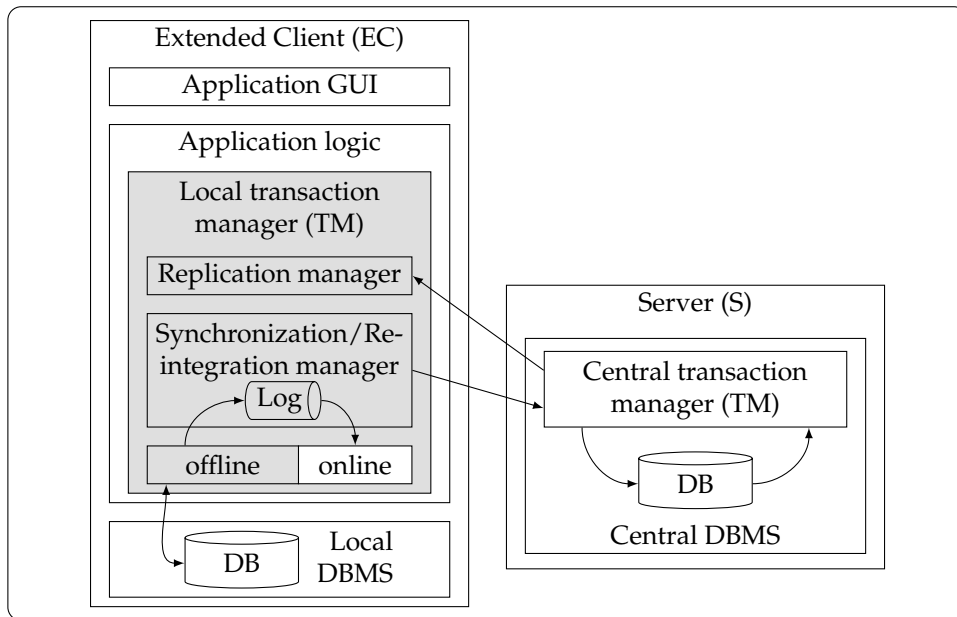 Extended Client (EC)
Application GUI
Application logic
Local transaction
manager (TM)
Replication manager
Synchronization/Re-
integration manager
Log
offline
online
DB
Local
DBMS
Server (S)
Central transaction
manager (TM)
DB
Central DBMS